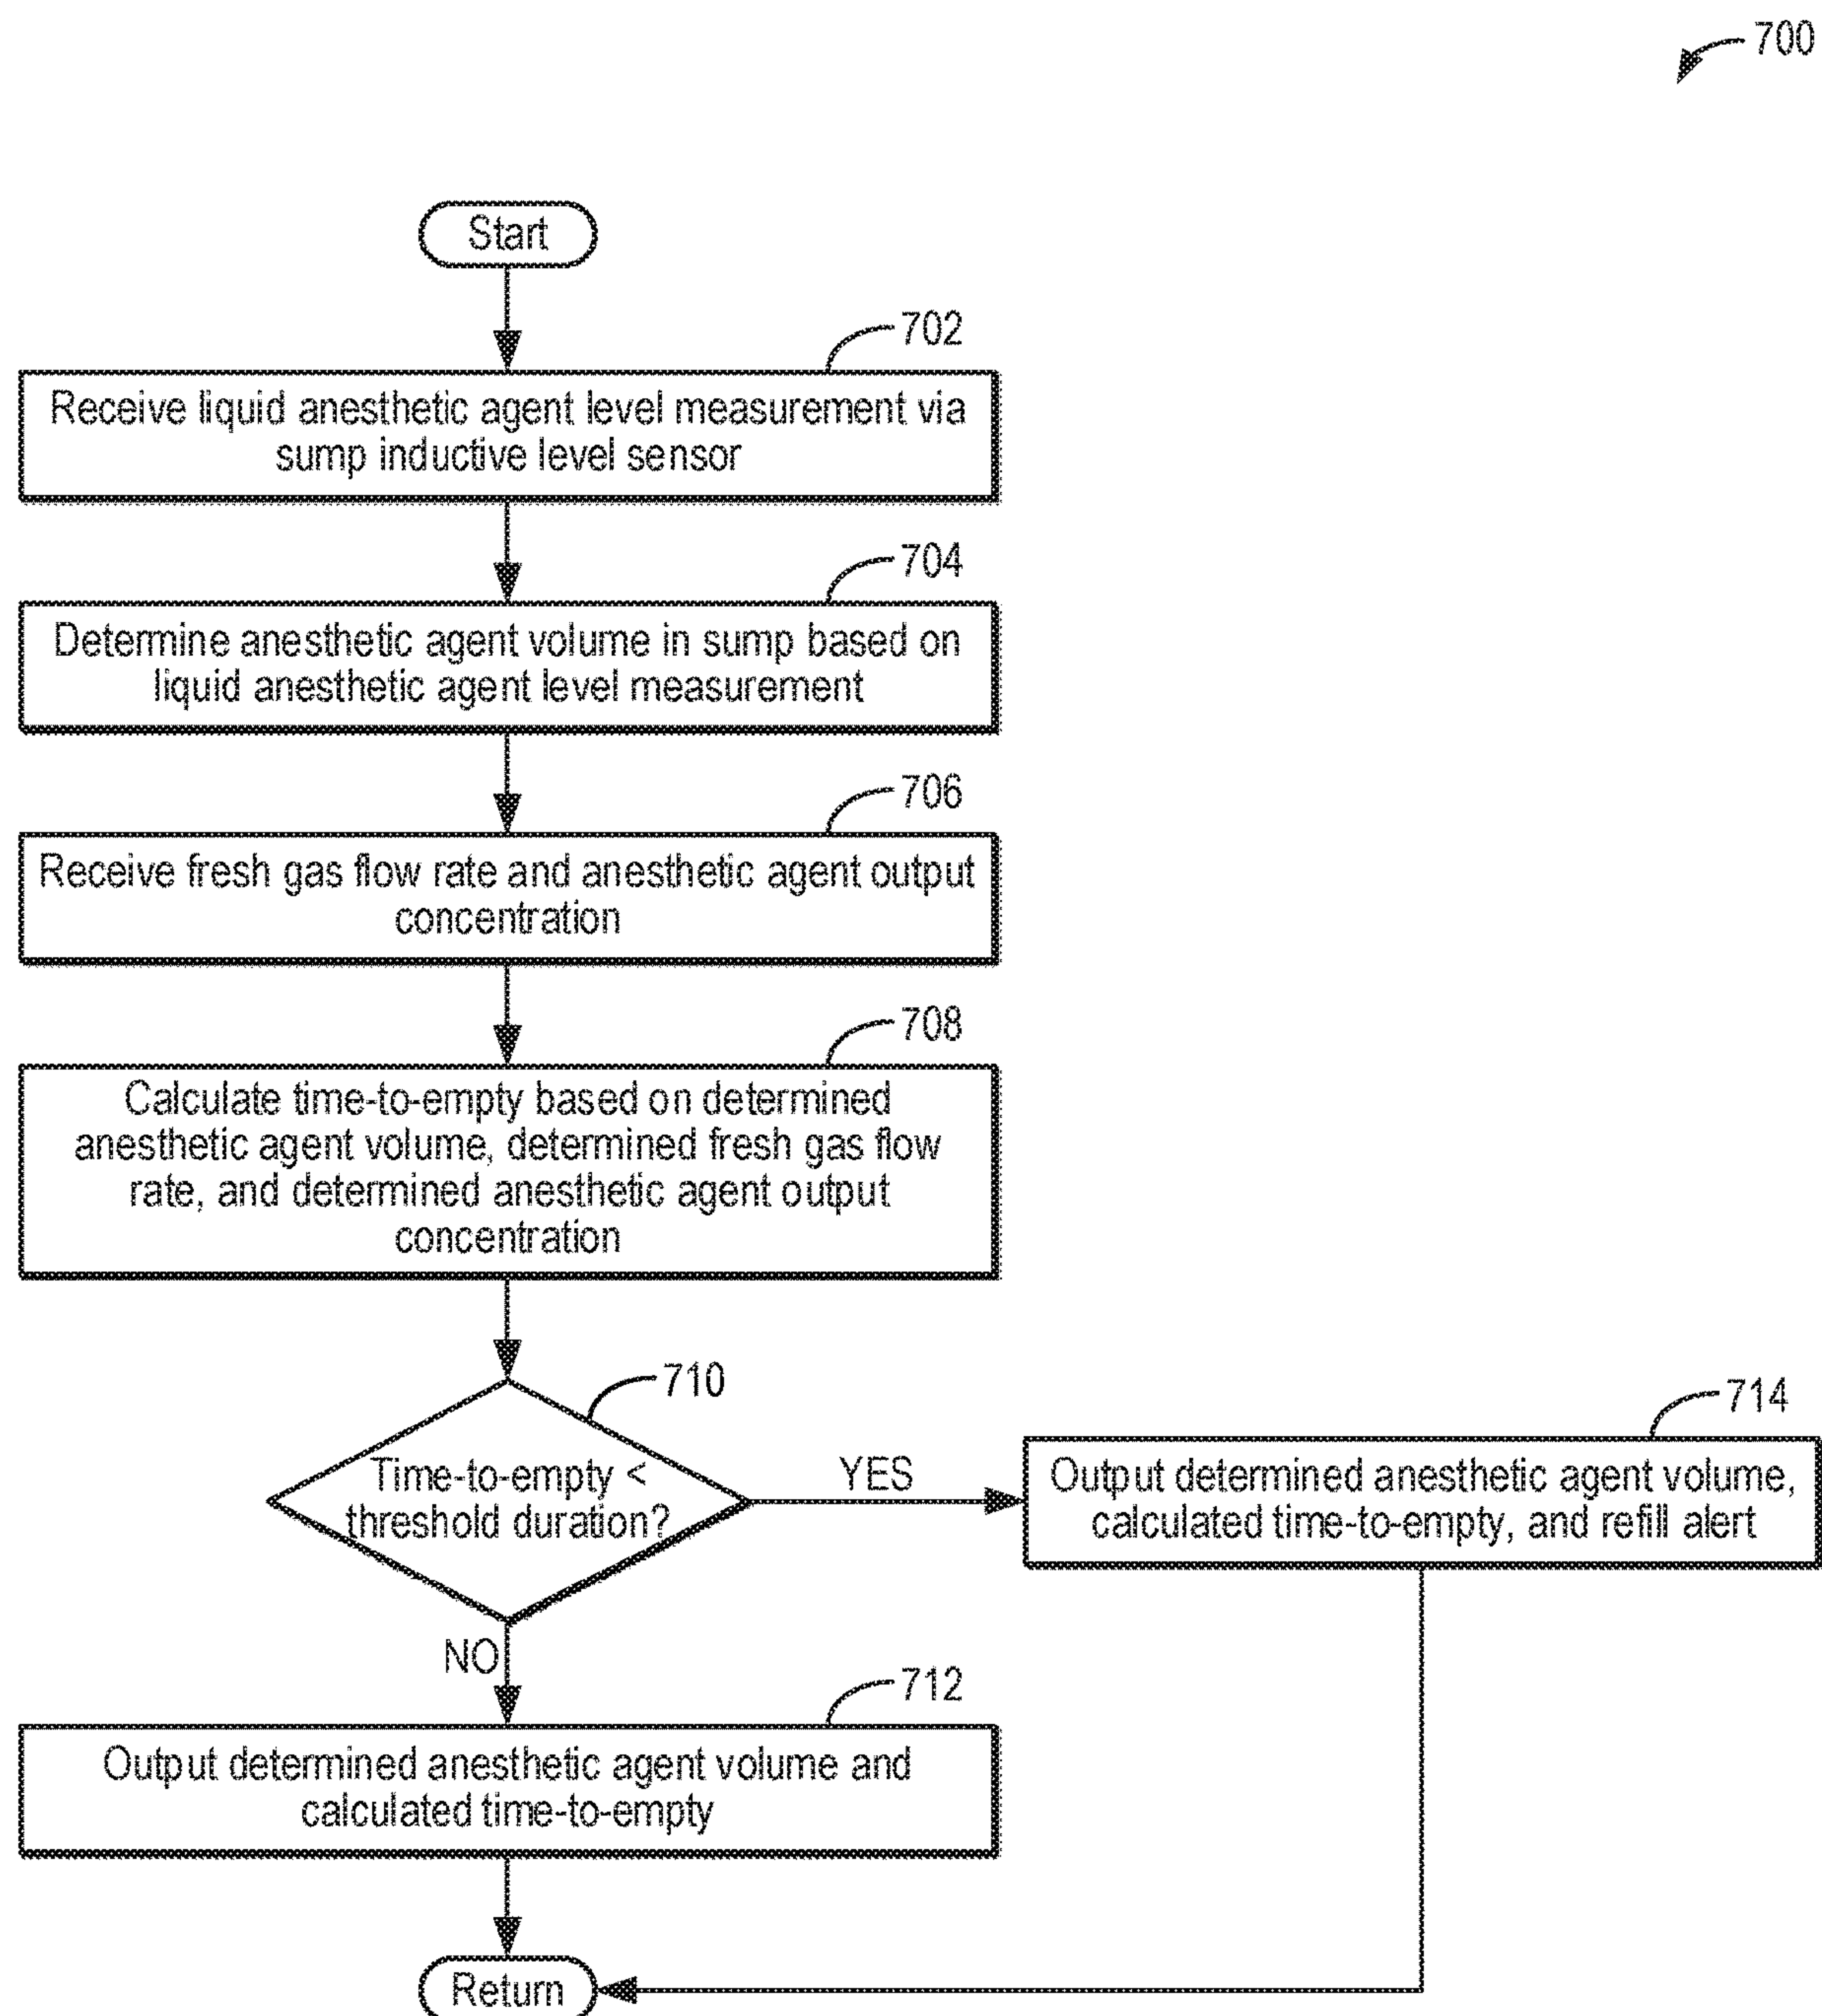 700
Start
702
Receive liquid anesthetic agent level measurement via
sump inductive level sensor
704
Determine anesthetic agent volume in sump based on
liquid anesthetic agent level measurement
706
Receive fresh gas flow rate and anesthetic agent output
concentration
708
Calculate time-to-empty based on determined
anesthetic agent volume, determined fresh gas flow
rate, and determined anesthetic agent output
concentration
710
Time-to-empty <
threshold duration?
YES
714
Output determined anesthetic agent volume,
calculated time-to-empty, and refill alert
NO
712
Output determined anesthetic agent volume and
calculated time-to-empty
Return